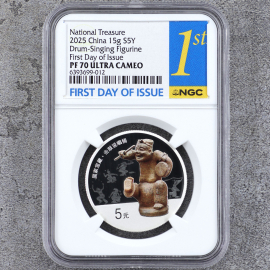 National Treasure
2025 China 15g S5Y
Drum-Singing Figurine
First Day of Issue
PF 70 ULTRA CAMEO
6393699-012
1st
NGC
FIRST DAY OF ISSUE
5元